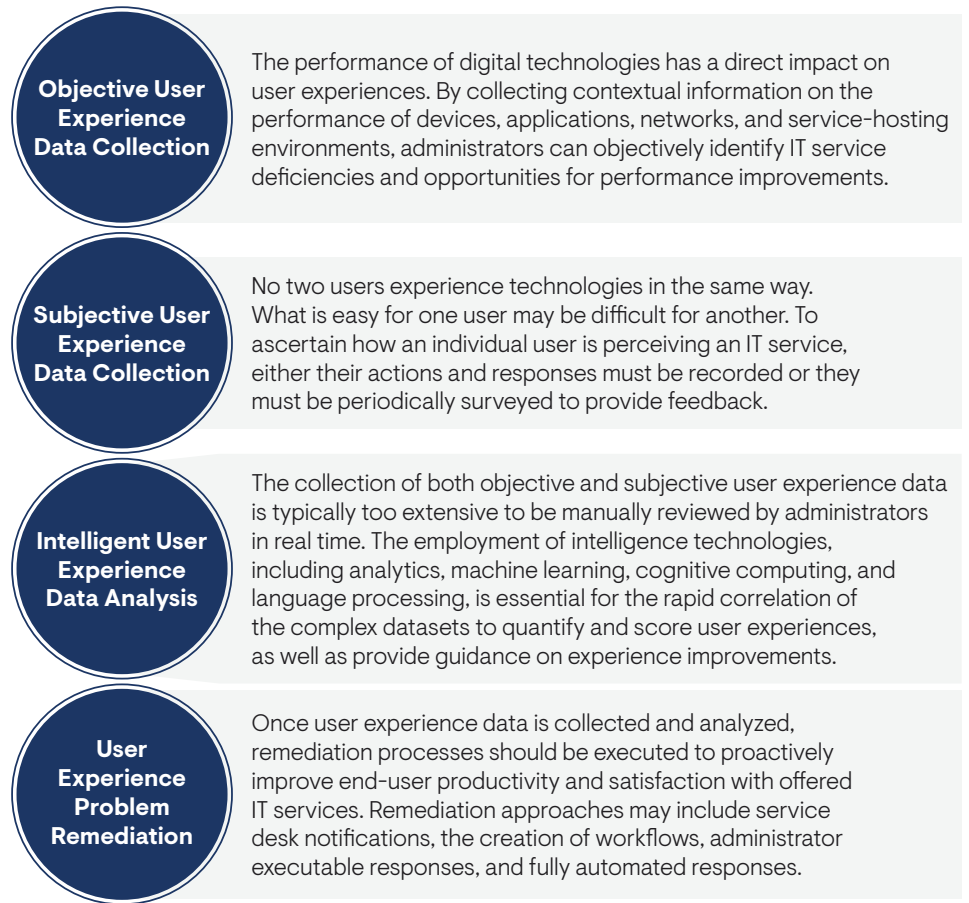 Objective User
Experience
Data Collection
The performance of digital technologies has a direct impact on
user experiences. By collecting contextual information on the
performance of devices, applications, networks, and service-hosting
environments, administrators can objectively identify IT service
deficiencies and opportunities for performance improvements.
Subjective User
Experience
Data Collection
No two users experience technologies in the same way.
What is easy for one user may be difficult for another. To
ascertain how an individual user is perceiving an IT service,
either their actions and responses must be recorded or they
must be periodically surveyed to provide feedback.
Intelligent User
Experience
Data Analysis
The collection of both objective and subjective user experience data
is typically too extensive to be manually reviewed by administrators
in real time. The employment of intelligence technologies,
including analytics, machine learning, cognitive computing, and
language processing, is essential for the rapid correlation of
the complex datasets to quantify and score user experiences,
as well as provide guidance on experience improvements.
User
Experience
Problem
Remediation
Once user experience data is collected and analyzed,
remediation processes should be executed to proactively
improve end-user productivity and satisfaction with offered
IT services. Remediation approaches may include service
desk notifications, the creation of workflows, administrator
executable responses, and fully automated responses.